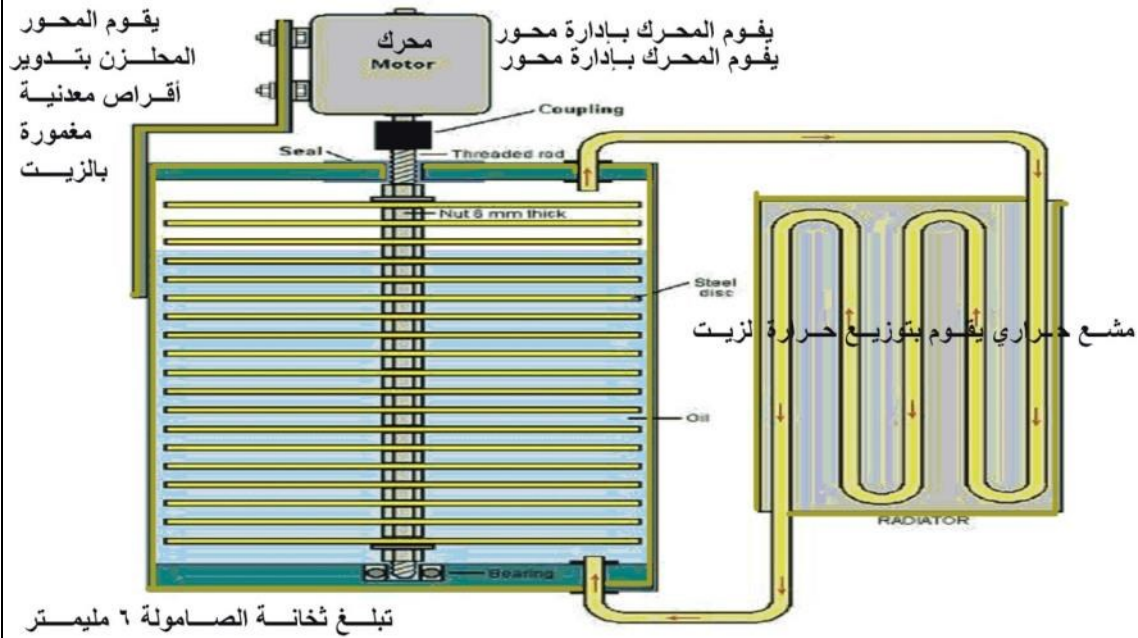 يقوم المحور
المحلزن بتدوير
أقراص معدنية
مغمورة
بالزيت
محرك
Motor
يقوم المحرك بإدارة محور
يقوم المحرك بإدارة محور
Coupling
Seal
Threaded rod
Nut 6 mm thick
Steel
disc
مشع حراري يقوم بتوزيع حرارة لزيت
Oil
RADIATOR
Bearing
تبلغ ثخانة الصامولة ٦ مليمتر